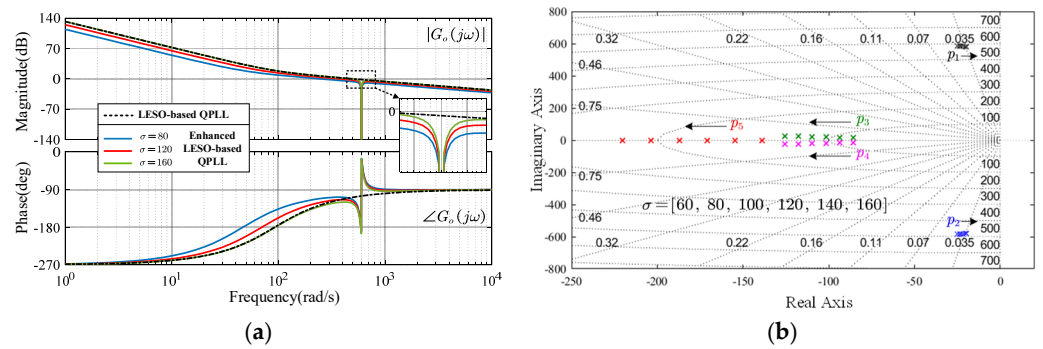 140
70
0
-70
-140
Magnitude(dB)
|G_o(jω)|
0
LESO-based QPLL
σ=80 Enhanced
σ=120 LESO-based
σ=160 QPLL
0
-90
-180
-270
Phase(deg
∠G_o(jω)
10^0 10^1 10^2 10^3 10^4
Frequency(rad/s)
(a)
800
600
400
200
0
-200
-400
-600
-800
Imaginary Axis
0.32 0.22 0.16 0.11 0.07 0.035
0.46
0.75
0.75
0.46
0.32 0.22 0.16 0.11 0.07 0.035
700
600
500
400
300
200
100
100
200
300
400
500
600
700
p_1
p_5
p_3
p_4
p_2
σ=[60, 80, 100, 120, 140, 160]
-250 -200 -150 -100 -50 0
Real Axis
(b)